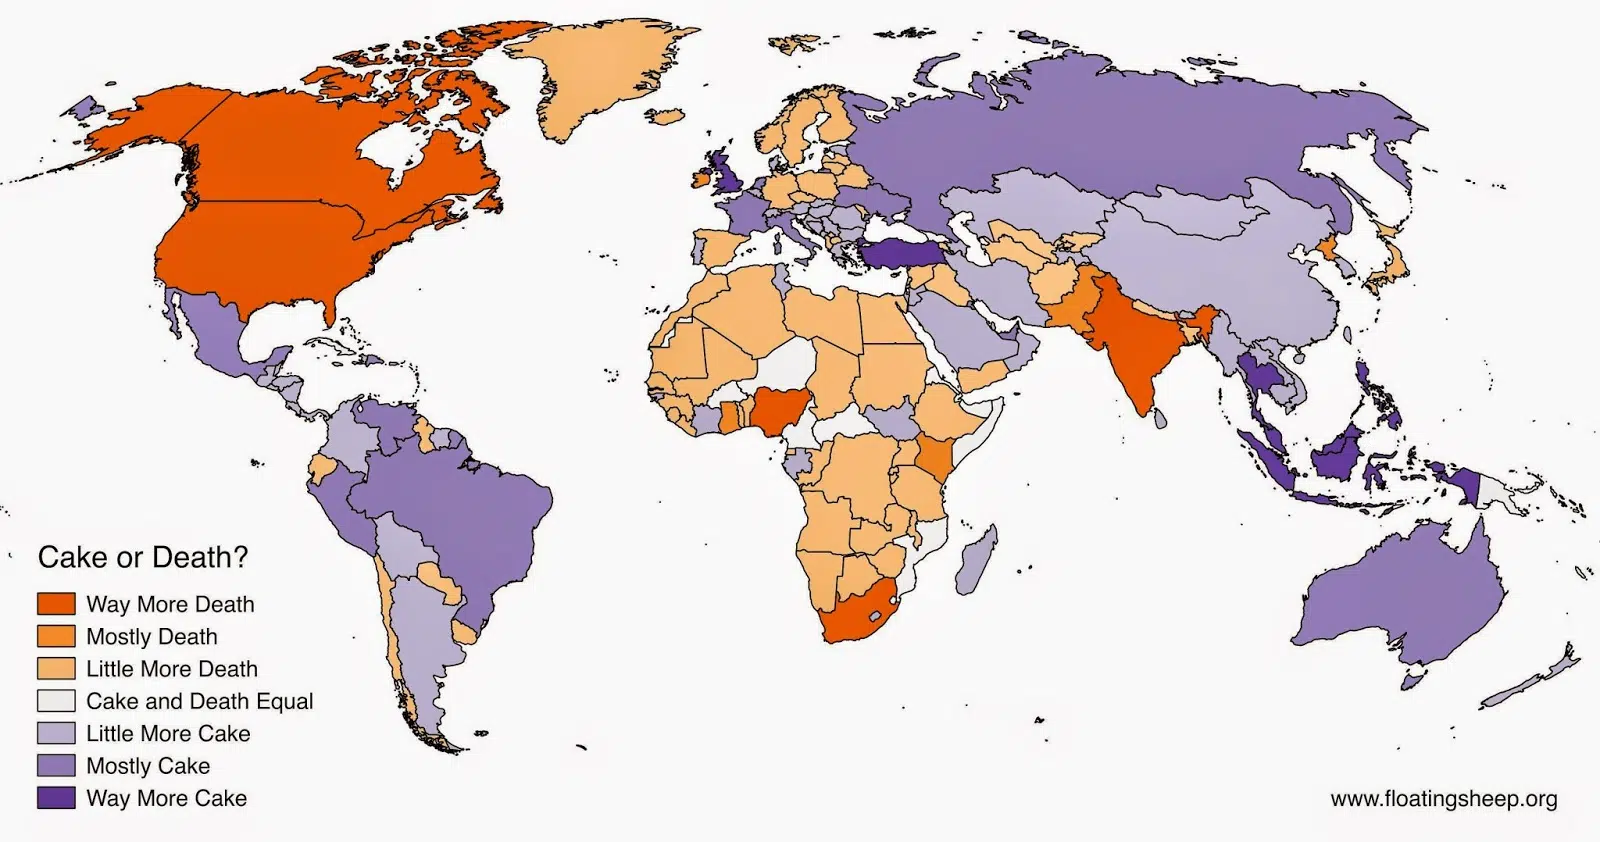 Cake or Death?
Way More Death
Mostly Death
Little More Death
Cake and Death Equal
Little More Cake
Mostly Cake
Way More Cake
www.floatingsheep.org